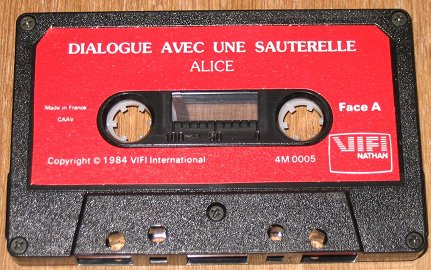 DIALOGUE AVEC UNE SAUTERELLE
ALICE
Made in France
CAAV
Face A
VIFI
NATHAN
Copyright © 1984 VIFI International
4M 0005